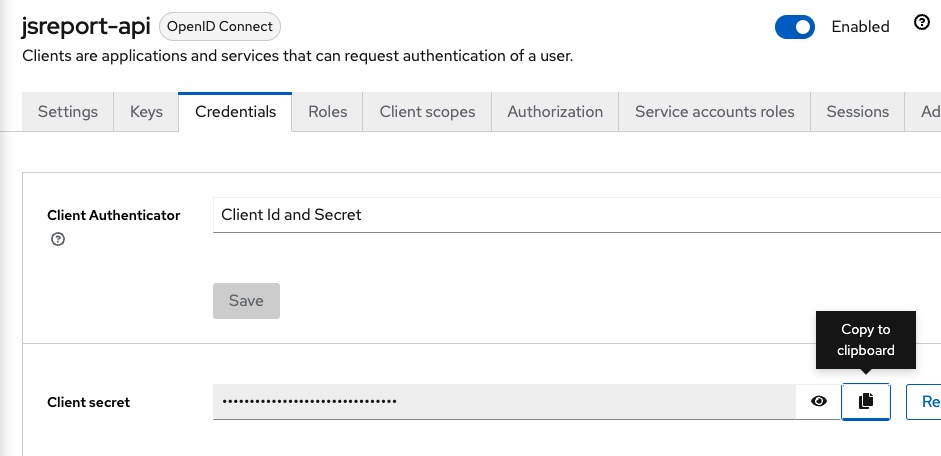 jsreport-api OpenID Connect Enabled
Clients are applications and services that can request authentication of a user.
Settings Keys Credentials Roles Client scopes Authorization Service accounts roles Sessions Ad
Client Authenticator Client Id and Secret
Save
Copy to
clipboard
Client secret •••••••••••••••••••••••••••••••• Re